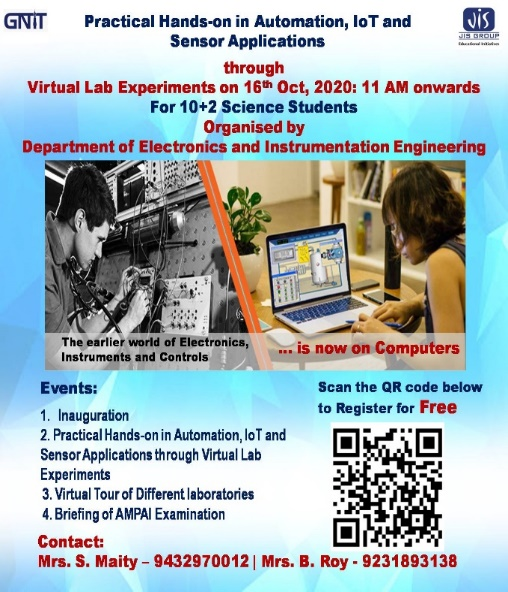 GNIT
JIS
JIS GROUP
Educational Initiatives
Practical Hands-on in Automation, IoT and
Sensor Applications
through
Virtual Lab Experiments on 16th Oct, 2020: 11 AM onwards
For 10+2 Science Students
Organised by
Department of Electronics and Instrumentation Engineering
The earlier world of Electronics,
Instruments and Controls
... is now on Computers
Events:
1. Inauguration
2. Practical Hands-on in Automation, IoT and
Sensor Applications through Virtual Lab
Experiments
3. Virtual Tour of Different laboratories
4. Briefing of AMPAI Examination
Scan the QR code below
to Register for Free
Contact:
Mrs. S. Maity – 9432970012 | Mrs. B. Roy - 9231893138